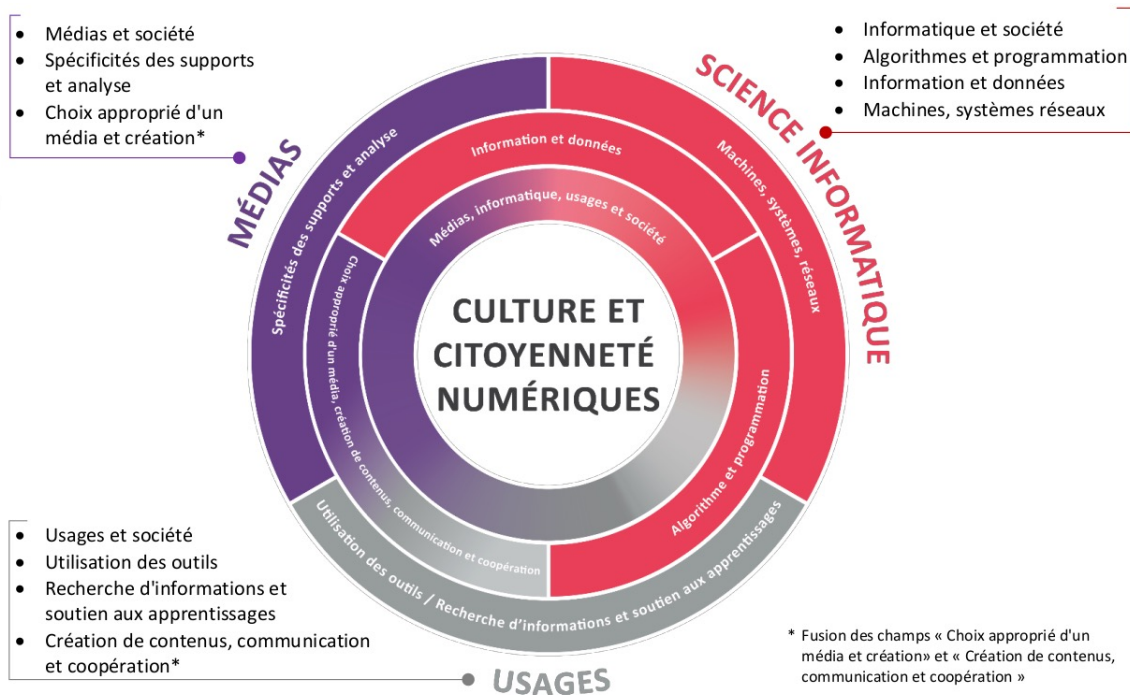 • Médias et société
• Spécificités des supports
et analyse
• Choix approprié d'un
média et création*
• Informatique et société
• Algorithmes et programmation
• Information et données
• Machines, systèmes réseaux
MÉDIAS
SCIENCE INFORMATIQUE
Spécificités des supports et analyse
Information et données
Machines, systèmes, réseaux
Médias, informatique, usages et société
Choix approprié d'un média, création de contenus, communication et coopération
CULTURE ET
CITOYENNETÉ
NUMÉRIQUES
Algorithme et programmation
Utilisation des outils / Recherche d'informations et soutien aux apprentissages
• Usages et société
• Utilisation des outils
• Recherche d'informations et
soutien aux apprentissages
• Création de contenus, communication
et coopération*
USAGES
* Fusion des champs « Choix approprié d'un
média et création» et « Création de contenus,
communication et coopération »